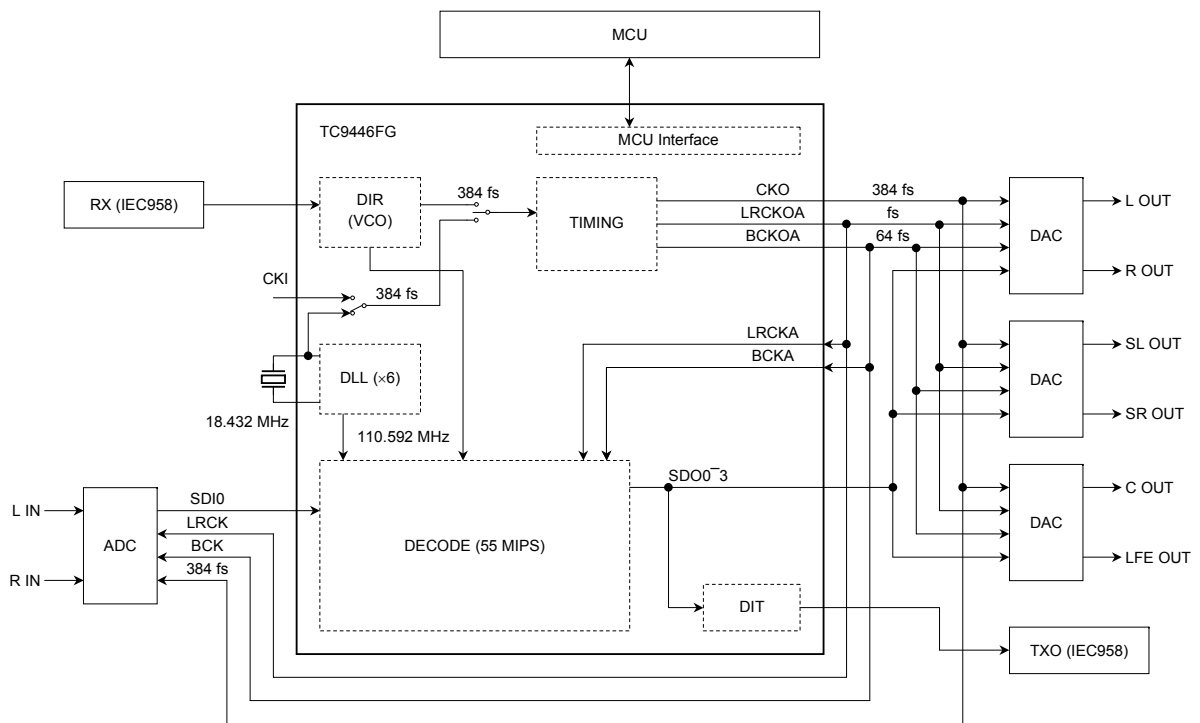 MCU
TC9446FG
MCU Interface
RX (IEC958)
DIR
(VCO)
384 fs
TIMING
CKO
384 fs
LRCKOA
fs
BCKOA
64 fs
DAC
L OUT
R OUT
CKI
384 fs
LRCKA
BCKA
DLL (×6)
18.432 MHz
110.592 MHz
DAC
SL OUT
SR OUT
SDO0‾3
L IN
R IN
ADC
SDI0
LRCK
BCK
384 fs
DECODE (55 MIPS)
DAC
C OUT
LFE OUT
DIT
TXO (IEC958)